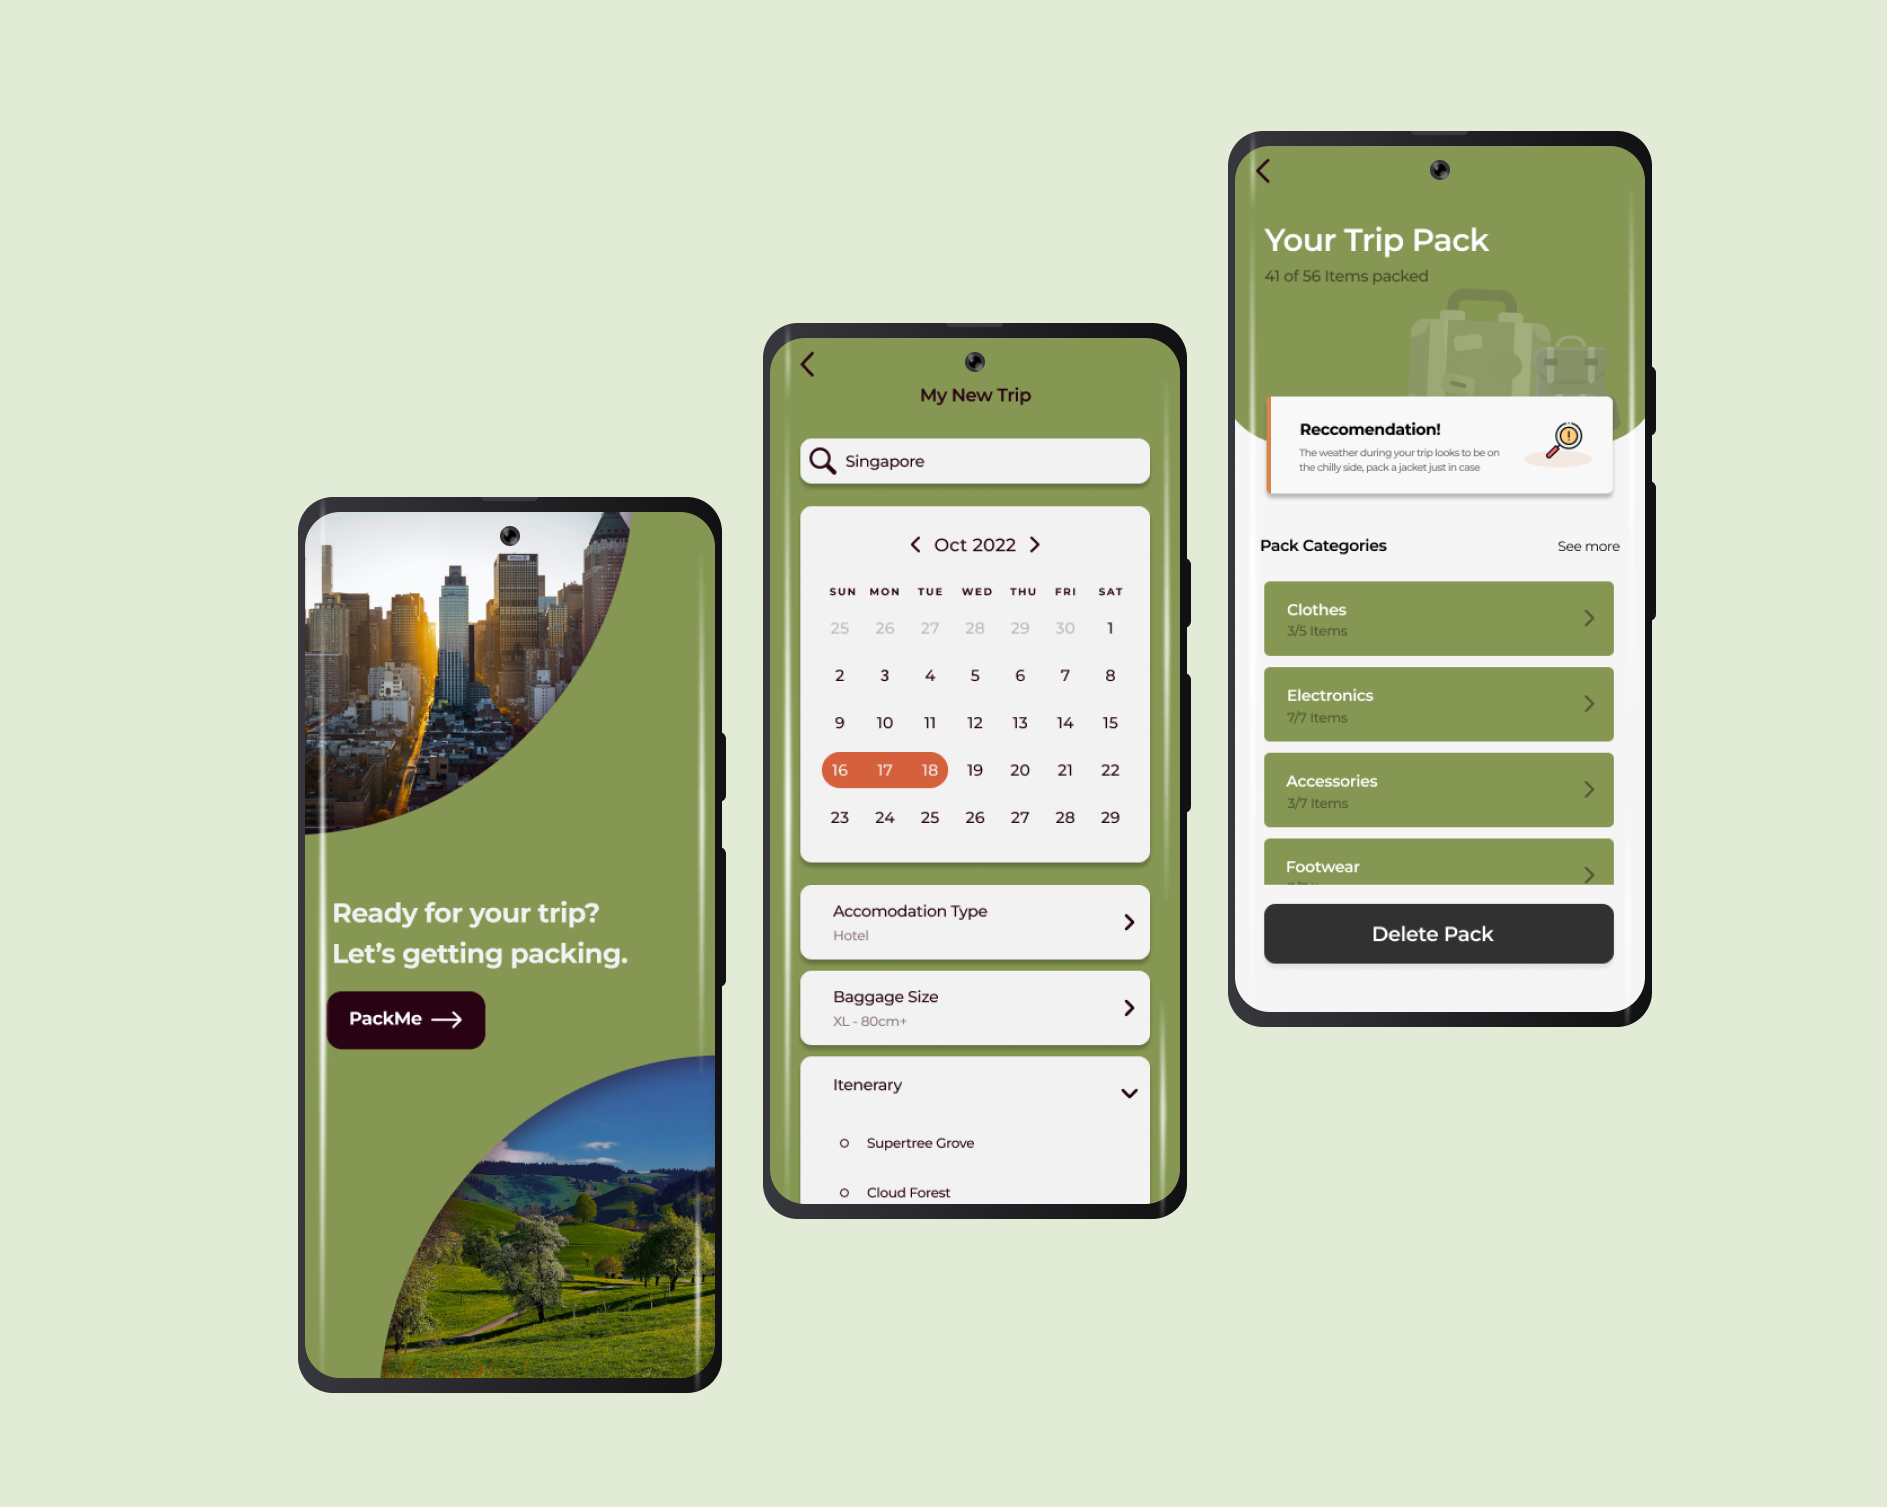 Ready for your trip?
Let's getting packing.
PackMe
My New Trip
Singapore
Oct 2022
SUN MON TUE WED THU FRI SAT
25 26 27 28 29 30 1
2 3 4 5 6 7 8
9 10 11 12 13 14 15
16 17 18 19 20 21 22
23 24 25 26 27 28 29
Accomodation Type
Hotel
Baggage Size
XL - 80cm+
Itenerary
Supertree Grove
Cloud Forest
Your Trip Pack
41 of 56 Items packed
Reccomendation!
The weather during your trip looks to be on
the chilly side, pack a jacket just in case
Pack Categories
See more
Clothes
3/5 Items
Electronics
7/7 Items
Accessories
3/7 Items
Footwear
Delete Pack